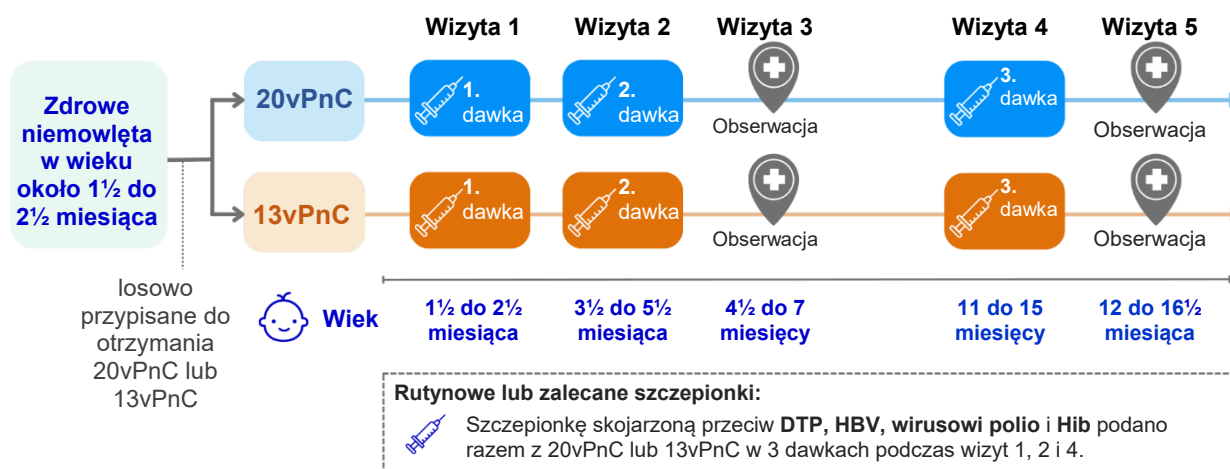 Wizyta 1
Wizyta 2
Wizyta 3
Wizyta 4
Wizyta 5
Zdrowe
niemowlęta
w wieku
około 1½ do
2½ miesiąca
20vPnC
1.
dawka
2.
dawka
Obserwacja
3.
dawka
Obserwacja
13vPnC
1.
dawka
2.
dawka
Obserwacja
3.
dawka
Obserwacja
losowo
przypisane do
otrzymania
20vPnC lub
13vPnC
Wiek
1½ do 2½
miesiąca
3½ do 5½
miesiąca
4½ do 7
miesięcy
11 do 15
miesięcy
12 do 16½
miesiąca
Rutynowe lub zalecane szczepionki:
Szczepionkę skojarzoną przeciw DTP, HBV, wirusowi polio i Hib podano
razem z 20vPnC lub 13vPnC w 3 dawkach podczas wizyt 1, 2 i 4.